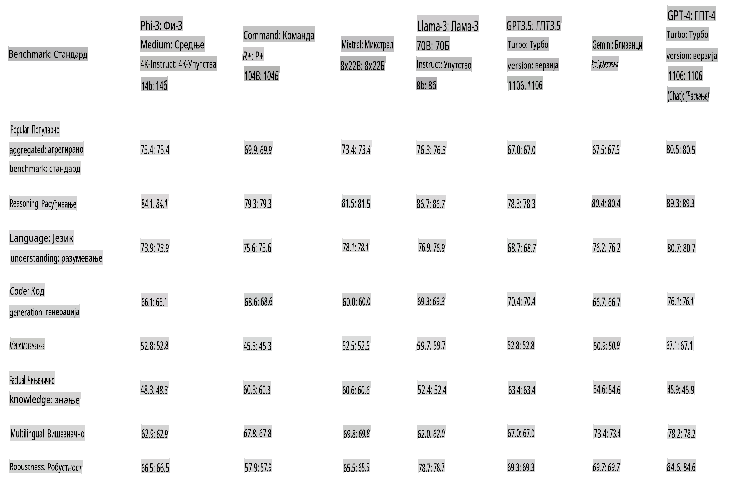 Benchmark: Стандард
Phi-3: Фи-3
Medium: Средње
4K-Instruct: 4K-Упутства
14b: 14б
Command: Команда
R+: Р+
104B: 104б
Mixtral: Микстрал
8x22B: 8x22Б
Llama-3: Лама-3
70B: 70Б
Instruct: Упутство
8b: 8б
GPT3.5: ГПТ3.5
Turbo: Турбо
version: верзија
1106: 1106
Gemini: Близанци
GPT-4: ГПТ-4
Turbo: Турбо
version: верзија
1106: 1106
Popular: Популарно
aggregated: агрегирано
benchmark: стандард
75.4: 75.4 69.9: 69.9 73.4: 73.4 76.3: 76.3 67.0: 67.0 67.5: 67.5 80.5: 80.5
Reasoning: Расуђивање
84.1: 84.1 79.3: 79.3 81.5: 81.5 86.7: 86.7 78.3: 78.3 80.4: 80.4 89.3: 89.3
Language: Језик
understanding: разумевање
73.9: 73.9 75.6: 75.6 78.1: 78.1 76.9: 76.9 68.7: 68.7 76.2: 76.2 80.7: 80.7
Code: Код
generation: генерација
66.1: 66.1 68.6: 68.6 60.0: 60.0 69.3: 69.3 70.4: 70.4 66.7: 66.7 76.1: 76.1
52.8: 52.8 45.3: 45.3 52.5: 52.5 59.7: 59.7 52.8: 52.8 50.9: 50.9 67.1: 67.1
Factual: Чињенично
knowledge: знање
48.3: 48.3 60.3: 60.3 60.6: 60.6 52.4: 52.4 63.4: 63.4 54.6: 54.6 45.9: 45.9
Multilingual: Вишејезично
62.9: 62.9 67.8: 67.8 69.8: 69.8 62.0: 62.0 67.0: 67.0 73.4: 73.4 78.2: 78.2
Robustness: Робустност
66.5: 66.5 57.9: 57.9 65.5: 65.5 78.7: 78.7 69.3: 69.3 69.7: 69.7 84.6: 84.6